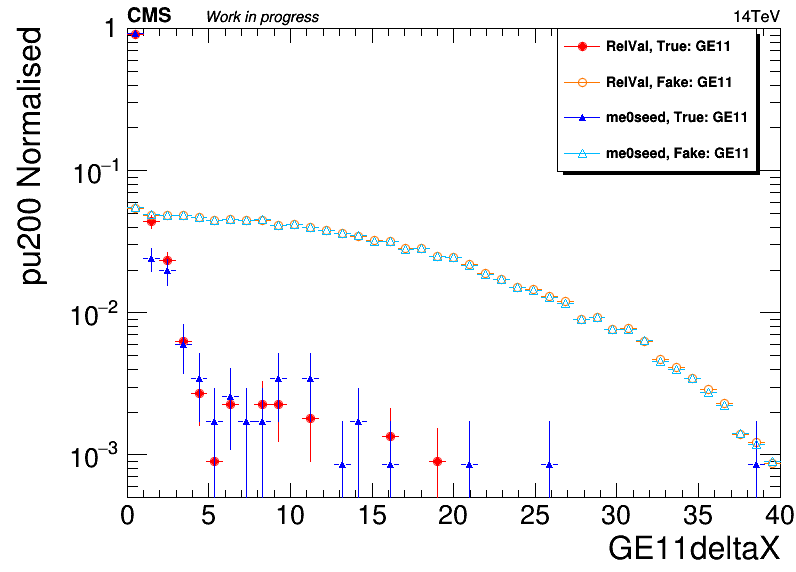 CMS Work in progress 14TeV
pu200 Normalised
1
10−1
10−2
10−3
RelVal, True: GE11
RelVal, Fake: GE11
me0seed, True: GE11
me0seed, Fake: GE11
0 5 10 15 20 25 30 35 40
GE11deltaX